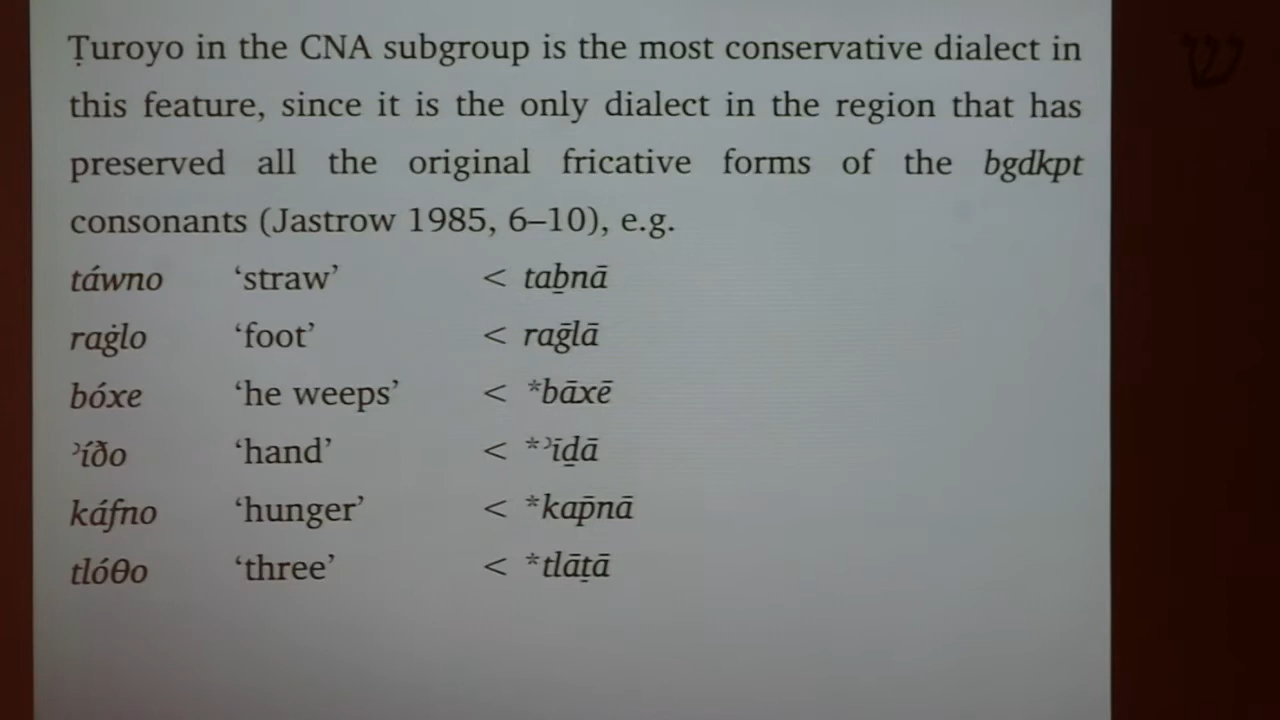 Ṭuroyo in the CNA subgroup is the most conservative dialect in
this feature, since it is the only dialect in the region that has
preserved all the original fricative forms of the bgdkpt
consonants (Jastrow 1985, 6–10), e.g.
táwno ‘straw’ < taḇnā
raġlo ‘foot’ < raḡlā
bóxe ‘he weeps’ < *bāxē
ʾíðo ‘hand’ < *ʾīḏā
káfno ‘hunger’ < *kap̄nā
tlóθo ‘three’ < *tlāṯā
ש